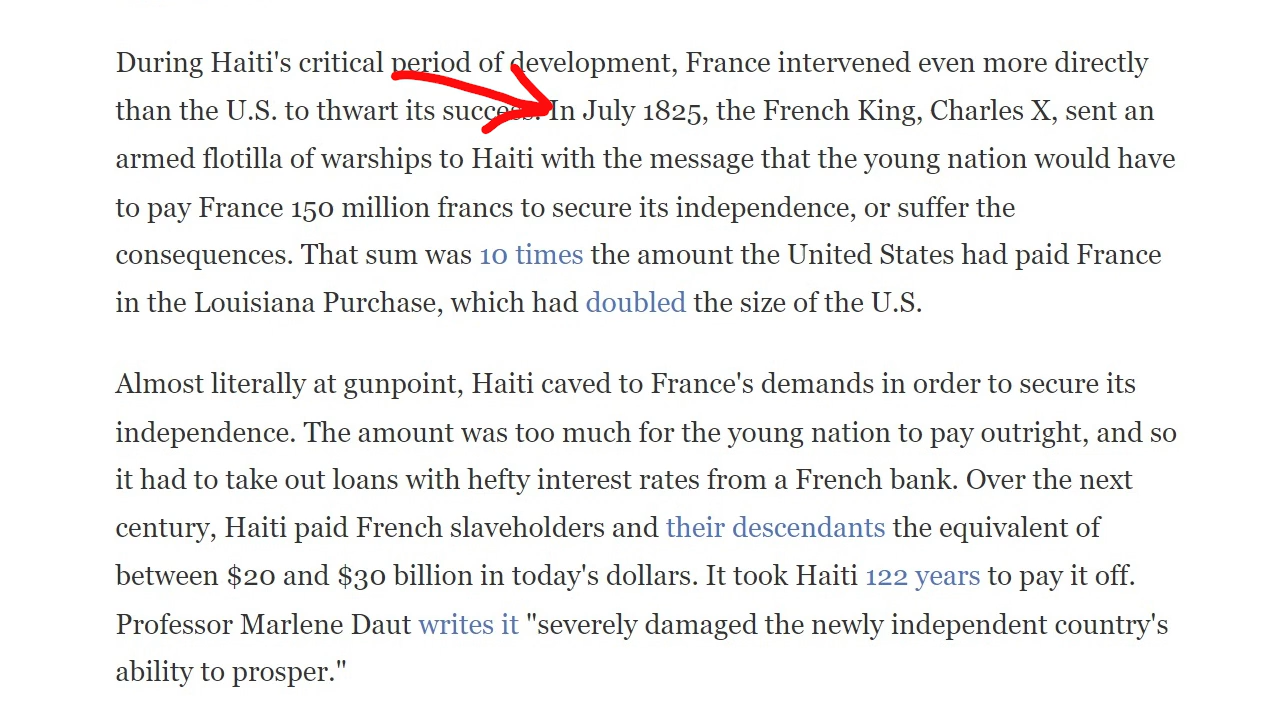 During Haiti's critical period of development, France intervened even more directly
than the U.S. to thwart its success. In July 1825, the French King, Charles X, sent an
armed flotilla of warships to Haiti with the message that the young nation would have
to pay France 150 million francs to secure its independence, or suffer the
consequences. That sum was 10 times the amount the United States had paid France
in the Louisiana Purchase, which had doubled the size of the U.S.
Almost literally at gunpoint, Haiti caved to France's demands in order to secure its
independence. The amount was too much for the young nation to pay outright, and so
it had to take out loans with hefty interest rates from a French bank. Over the next
century, Haiti paid French slaveholders and their descendants the equivalent of
between $20 and $30 billion in today's dollars. It took Haiti 122 years to pay it off.
Professor Marlene Daut writes it "severely damaged the newly independent country's
ability to prosper."